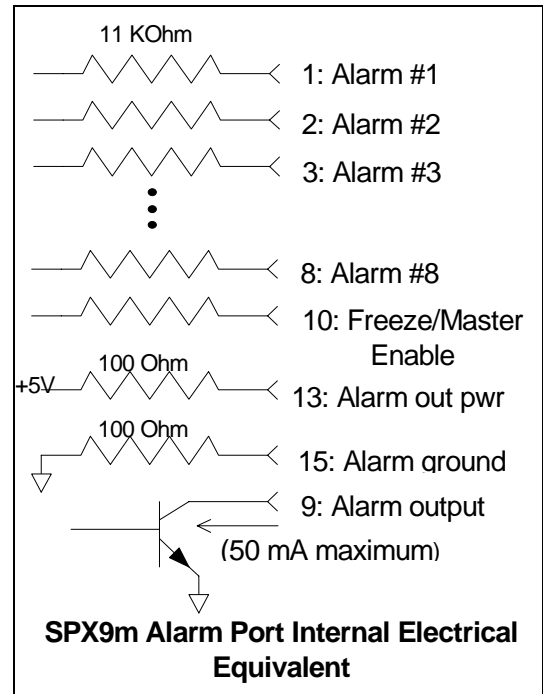 11 KOhm
1: Alarm #1
2: Alarm #2
3: Alarm #3
8: Alarm #8
10: Freeze/Master
Enable
100 Ohm
+5V
13: Alarm out pwr
100 Ohm
15: Alarm ground
9: Alarm output
(50 mA maximum)
SPX9m Alarm Port Internal Electrical
Equivalent